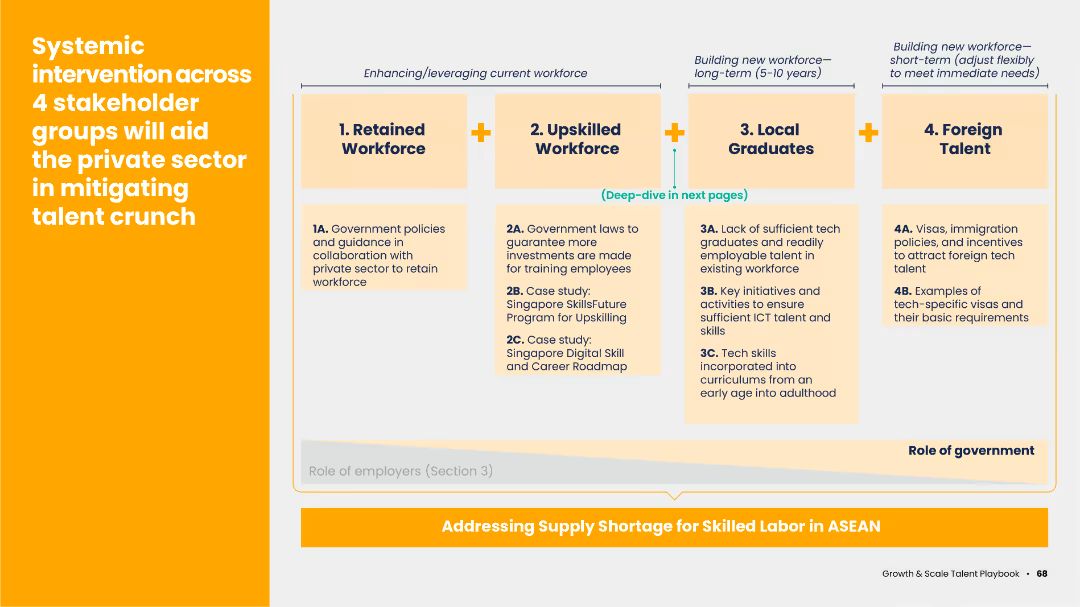 Systemic
intervention across
4 stakeholder
groups will aid
the private sector
in mitigating
talent crunch
Enhancing/leveraging current workforce
Building new workforce—
long-term (5-10 years)
Building new workforce—
short-term (adjust flexibly
to meet immediate needs)
1. Retained
Workforce
+
2. Upskilled
Workforce
+
3. Local
Graduates
+
4. Foreign
Talent
(Deep-dive in next pages)
1A. Government policies
and guidance in
collaboration with
private sector to retain
workforce
2A. Government laws to
guarantee more
investments are made
for training employees
2B. Case study:
Singapore SkillsFuture
Program for Upskilling
2C. Case study:
Singapore Digital Skill
and Career Roadmap
3A. Lack of sufficient tech
graduates and readily
employable talent in
existing workforce
3B. Key initiatives and
activities to ensure
sufficient ICT talent and
skills
3C. Tech skills
incorporated into
curriculums from an
early age into adulthood
4A. Visas, immigration
policies, and incentives
to attract foreign tech
talent
4B. Examples of
tech-specific visas and
their basic requirements
Role of government
Role of employers (Section 3)
Addressing Supply Shortage for Skilled Labor in ASEAN
Growth & Scale Talent Playbook • 68